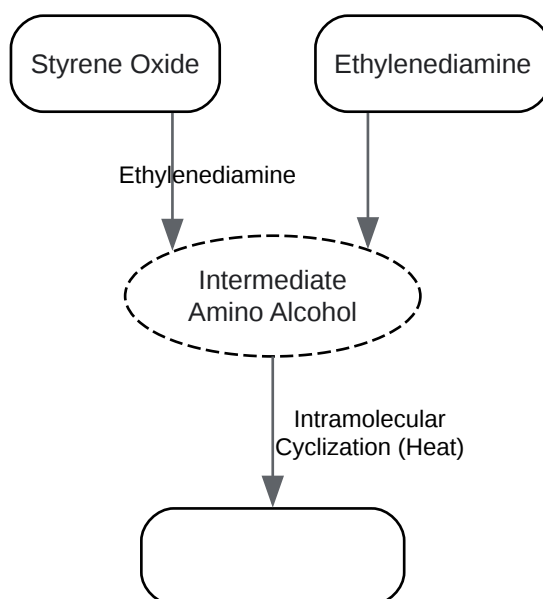 Styrene Oxide
Ethylenediamine
Ethylenediamine
Intermediate
Amino Alcohol
Intramolecular
Cyclization (Heat)